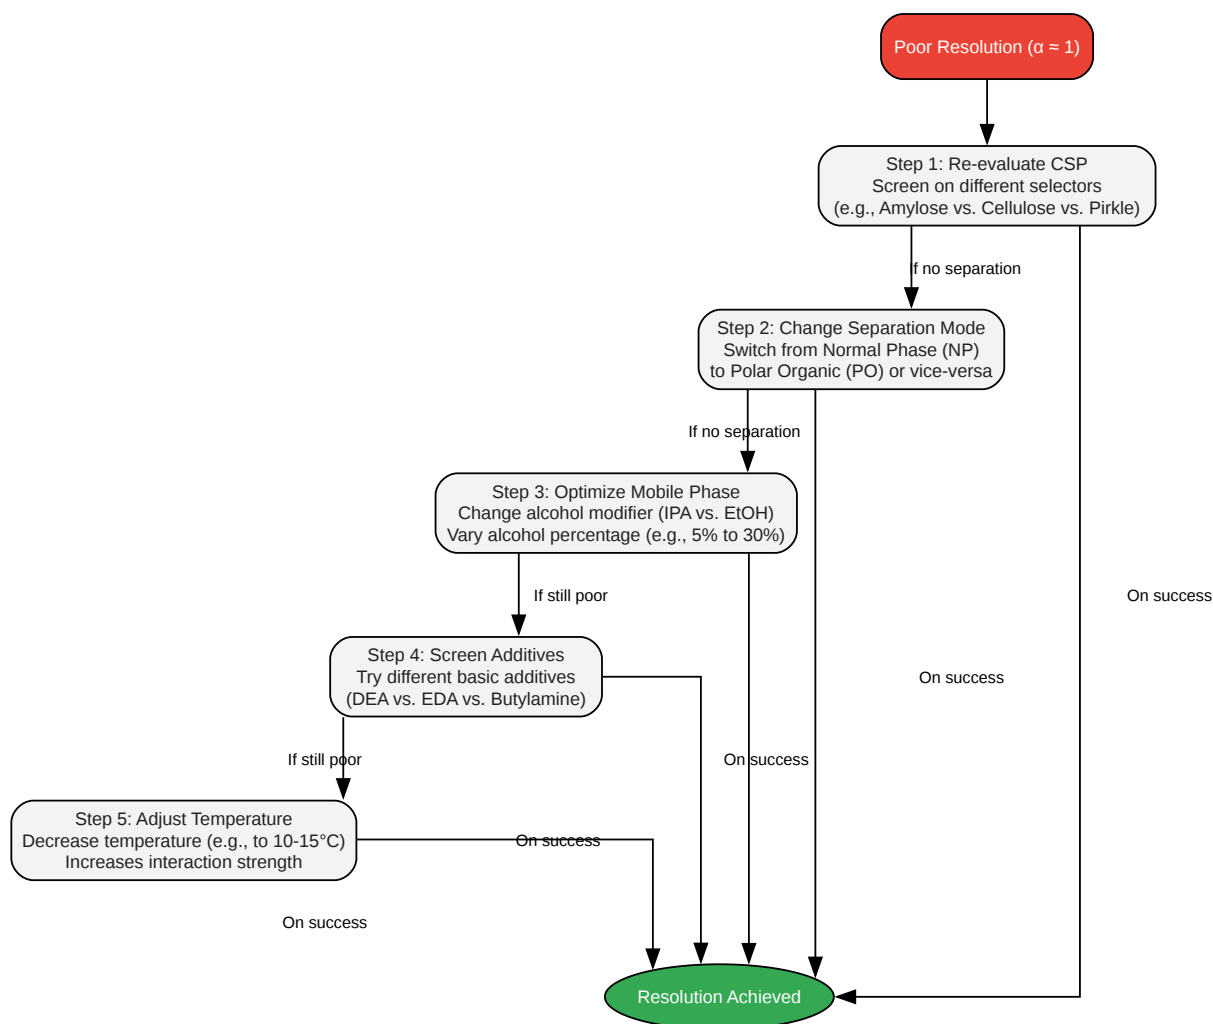 Poor Resolution (α ≈ 1)
Step 1: Re-evaluate CSP
Screen on different selectors
(e.g., Amylose vs. Cellulose vs. Pirkle)
If no separation
Step 2: Change Separation Mode
Switch from Normal Phase (NP)
to Polar Organic (PO) or vice-versa
If no separation
Step 3: Optimize Mobile Phase
Change alcohol modifier (IPA vs. EtOH)
Vary alcohol percentage (e.g., 5% to 30%)
If still poor
On success
Step 4: Screen Additives
Try different basic additives
(DEA vs. EDA vs. Butylamine)
On success
If still poor
On success
Step 5: Adjust Temperature
Decrease temperature (e.g., to 10-15°C)
Increases interaction strength
On success
On success
Resolution Achieved